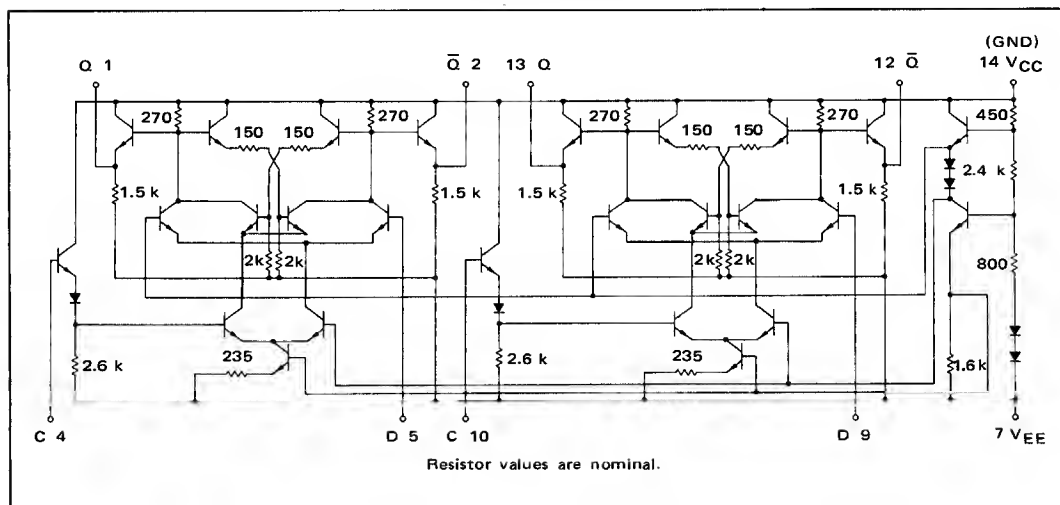 (GND)
Q 1
Q̅ 2
13 Q
12 Q̅
14 VCC
270
150
150
270
270
150
150
270
450
1.5 k
1.5 k
1.5 k
1.5 k
2.4 k
2k
2k
2k
2k
800
2.6 k
235
2.6 k
235
1.6k
C 4
D 5
C 10
D 9
7 VEE
Resistor values are nominal.